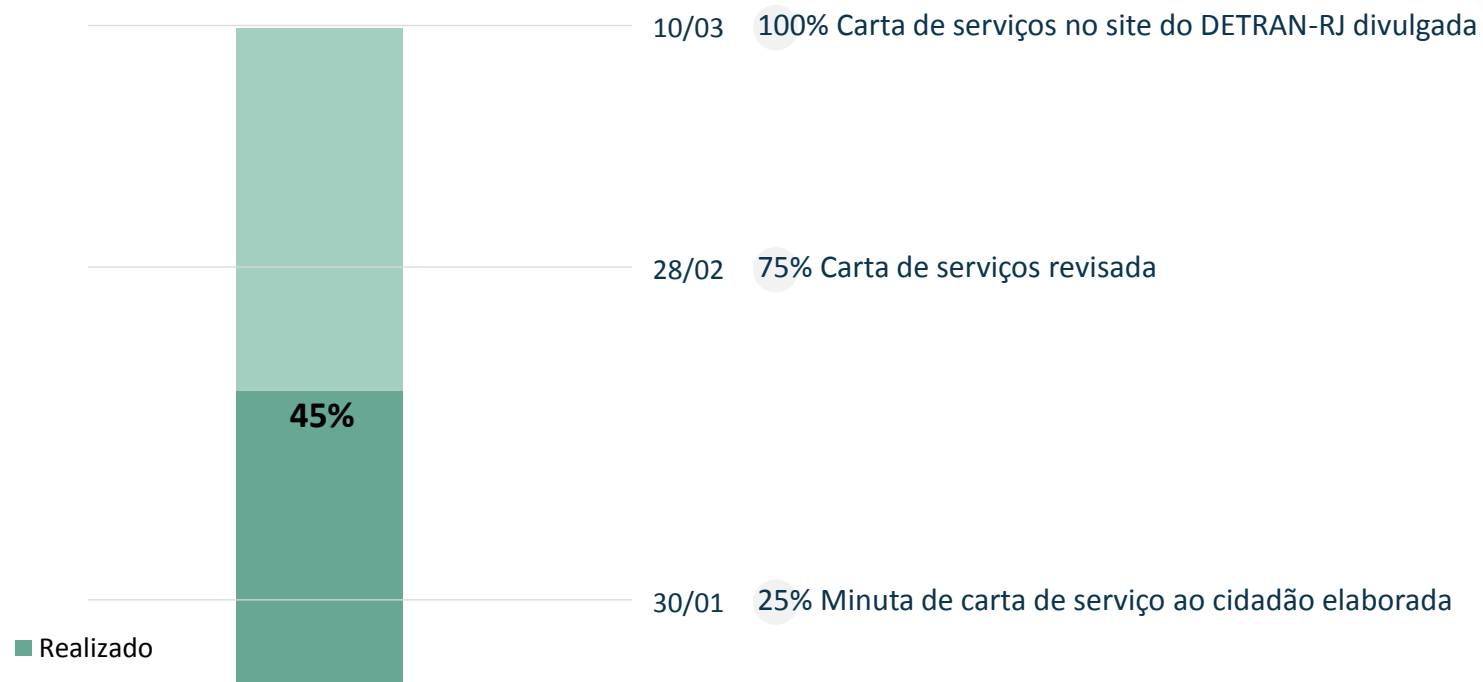 10/03 100% Carta de serviços no site do DETRAN-RJ divulgada
28/02 75% Carta de serviços revisada
45%
30/01 25% Minuta de carta de serviço ao cidadão elaborada
Realizado